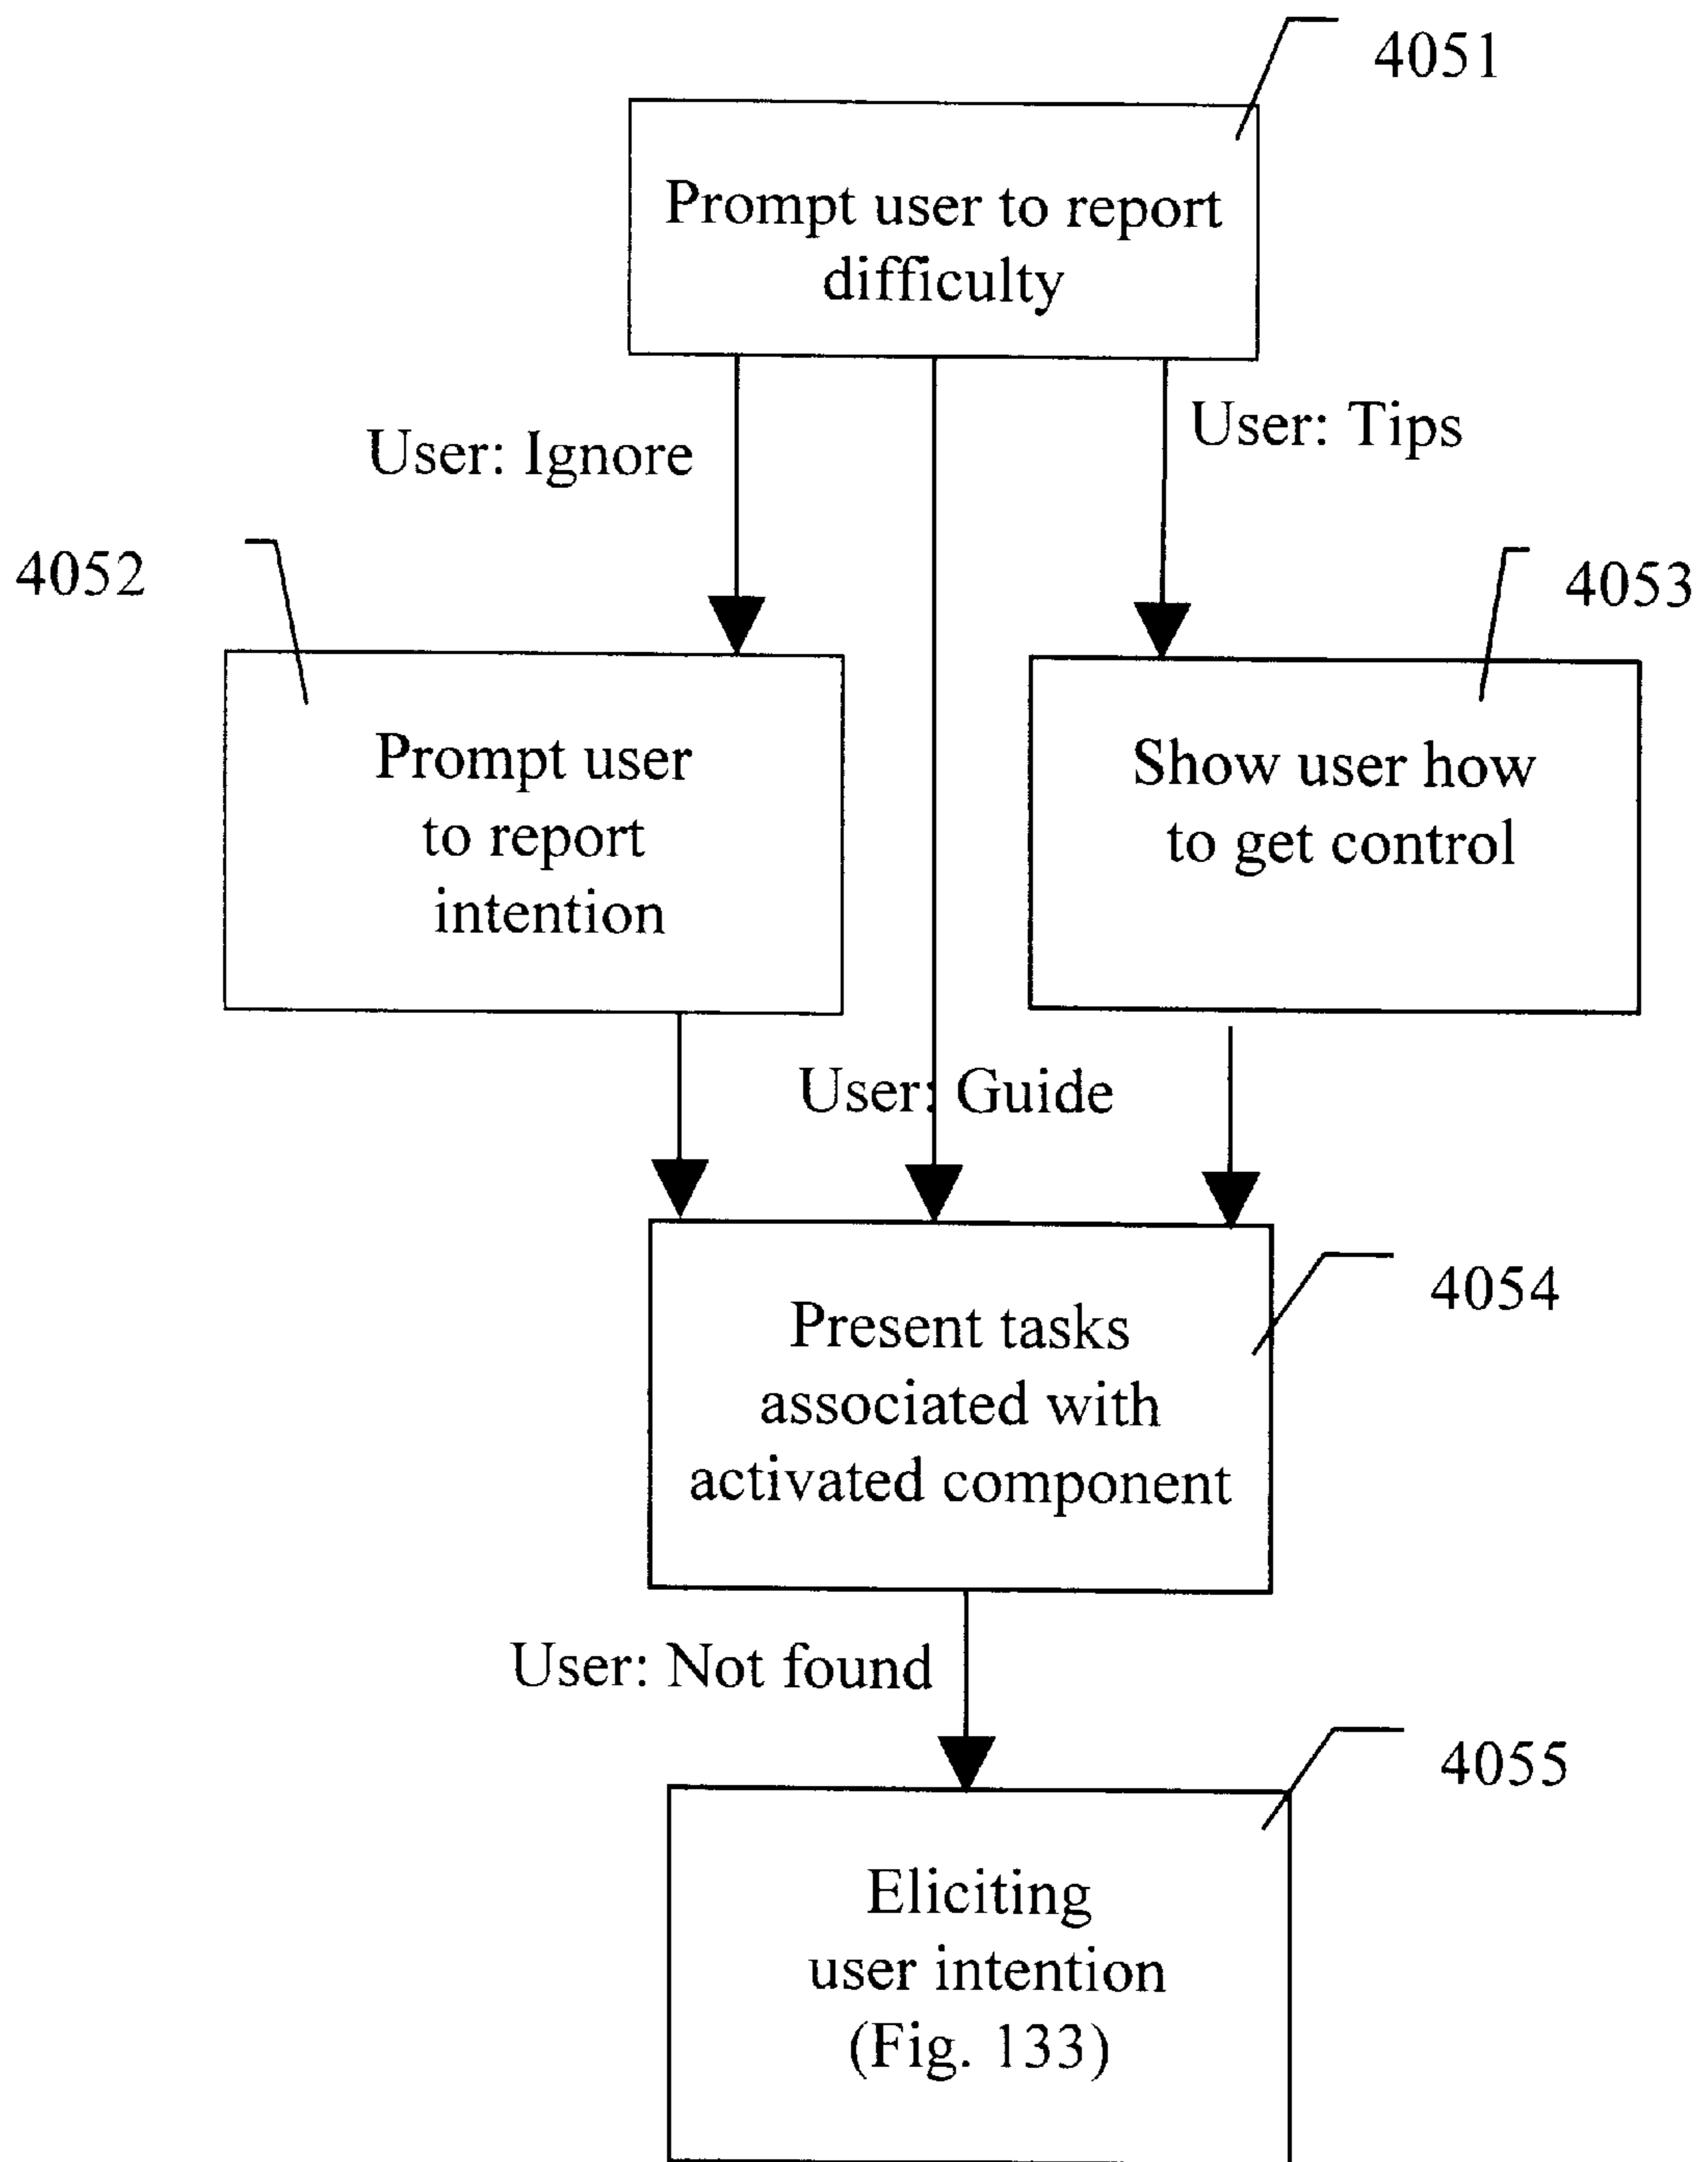 4051
Prompt user to report
difficulty
User: Ignore
User: Tips
4052
4053
Prompt user
to report
intention
Show user how
to get control
User: Guide
4054
Present tasks
associated with
activated component
User: Not found
4055
Eliciting
user intention
(Fig. 133)